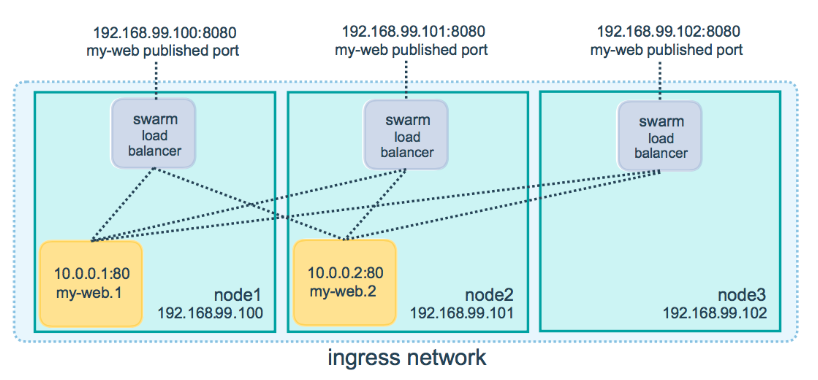 192.168.99.100:8080
my-web published port
192.168.99.101:8080
my-web published port
192.168.99.102:8080
my-web published port
swarm
load
balancer
swarm
load
balancer
swarm
load
balancer
10.0.0.1:80
my-web.1
node1
192.168.99.100
10.0.0.2:80
my-web.2
node2
192.168.99.101
node3
192.168.99.102
ingress network